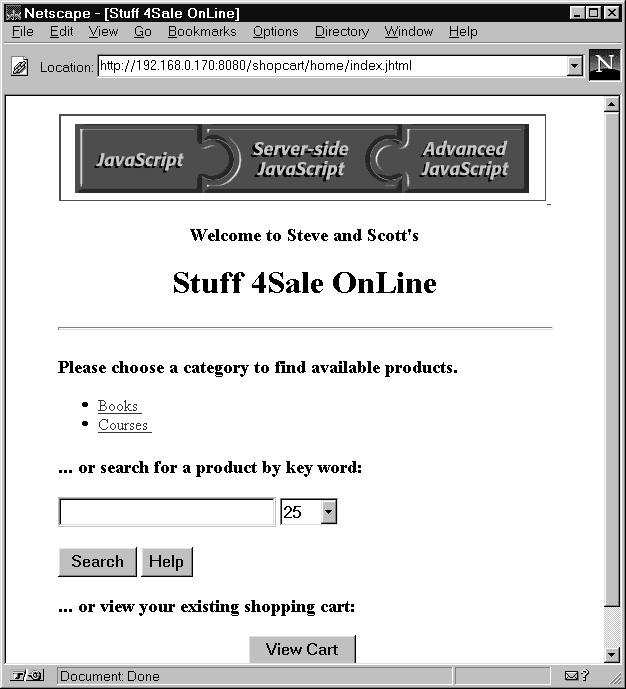 Netscape - [Stuff 4Sale OnLine]
File Edit View Go Bookmarks Options Directory Window Help
Location: http://192.168.0.170:8080/shopcart/home/index.jhtml
N
JavaScript
Server-side
JavaScript
Advanced
JavaScript
Welcome to Steve and Scott's
Stuff 4Sale OnLine
Please choose a category to find available products.
• Books
• Courses
... or search for a product by key word:
25
Search Help
... or view your existing shopping cart:
View Cart
Document: Done
?